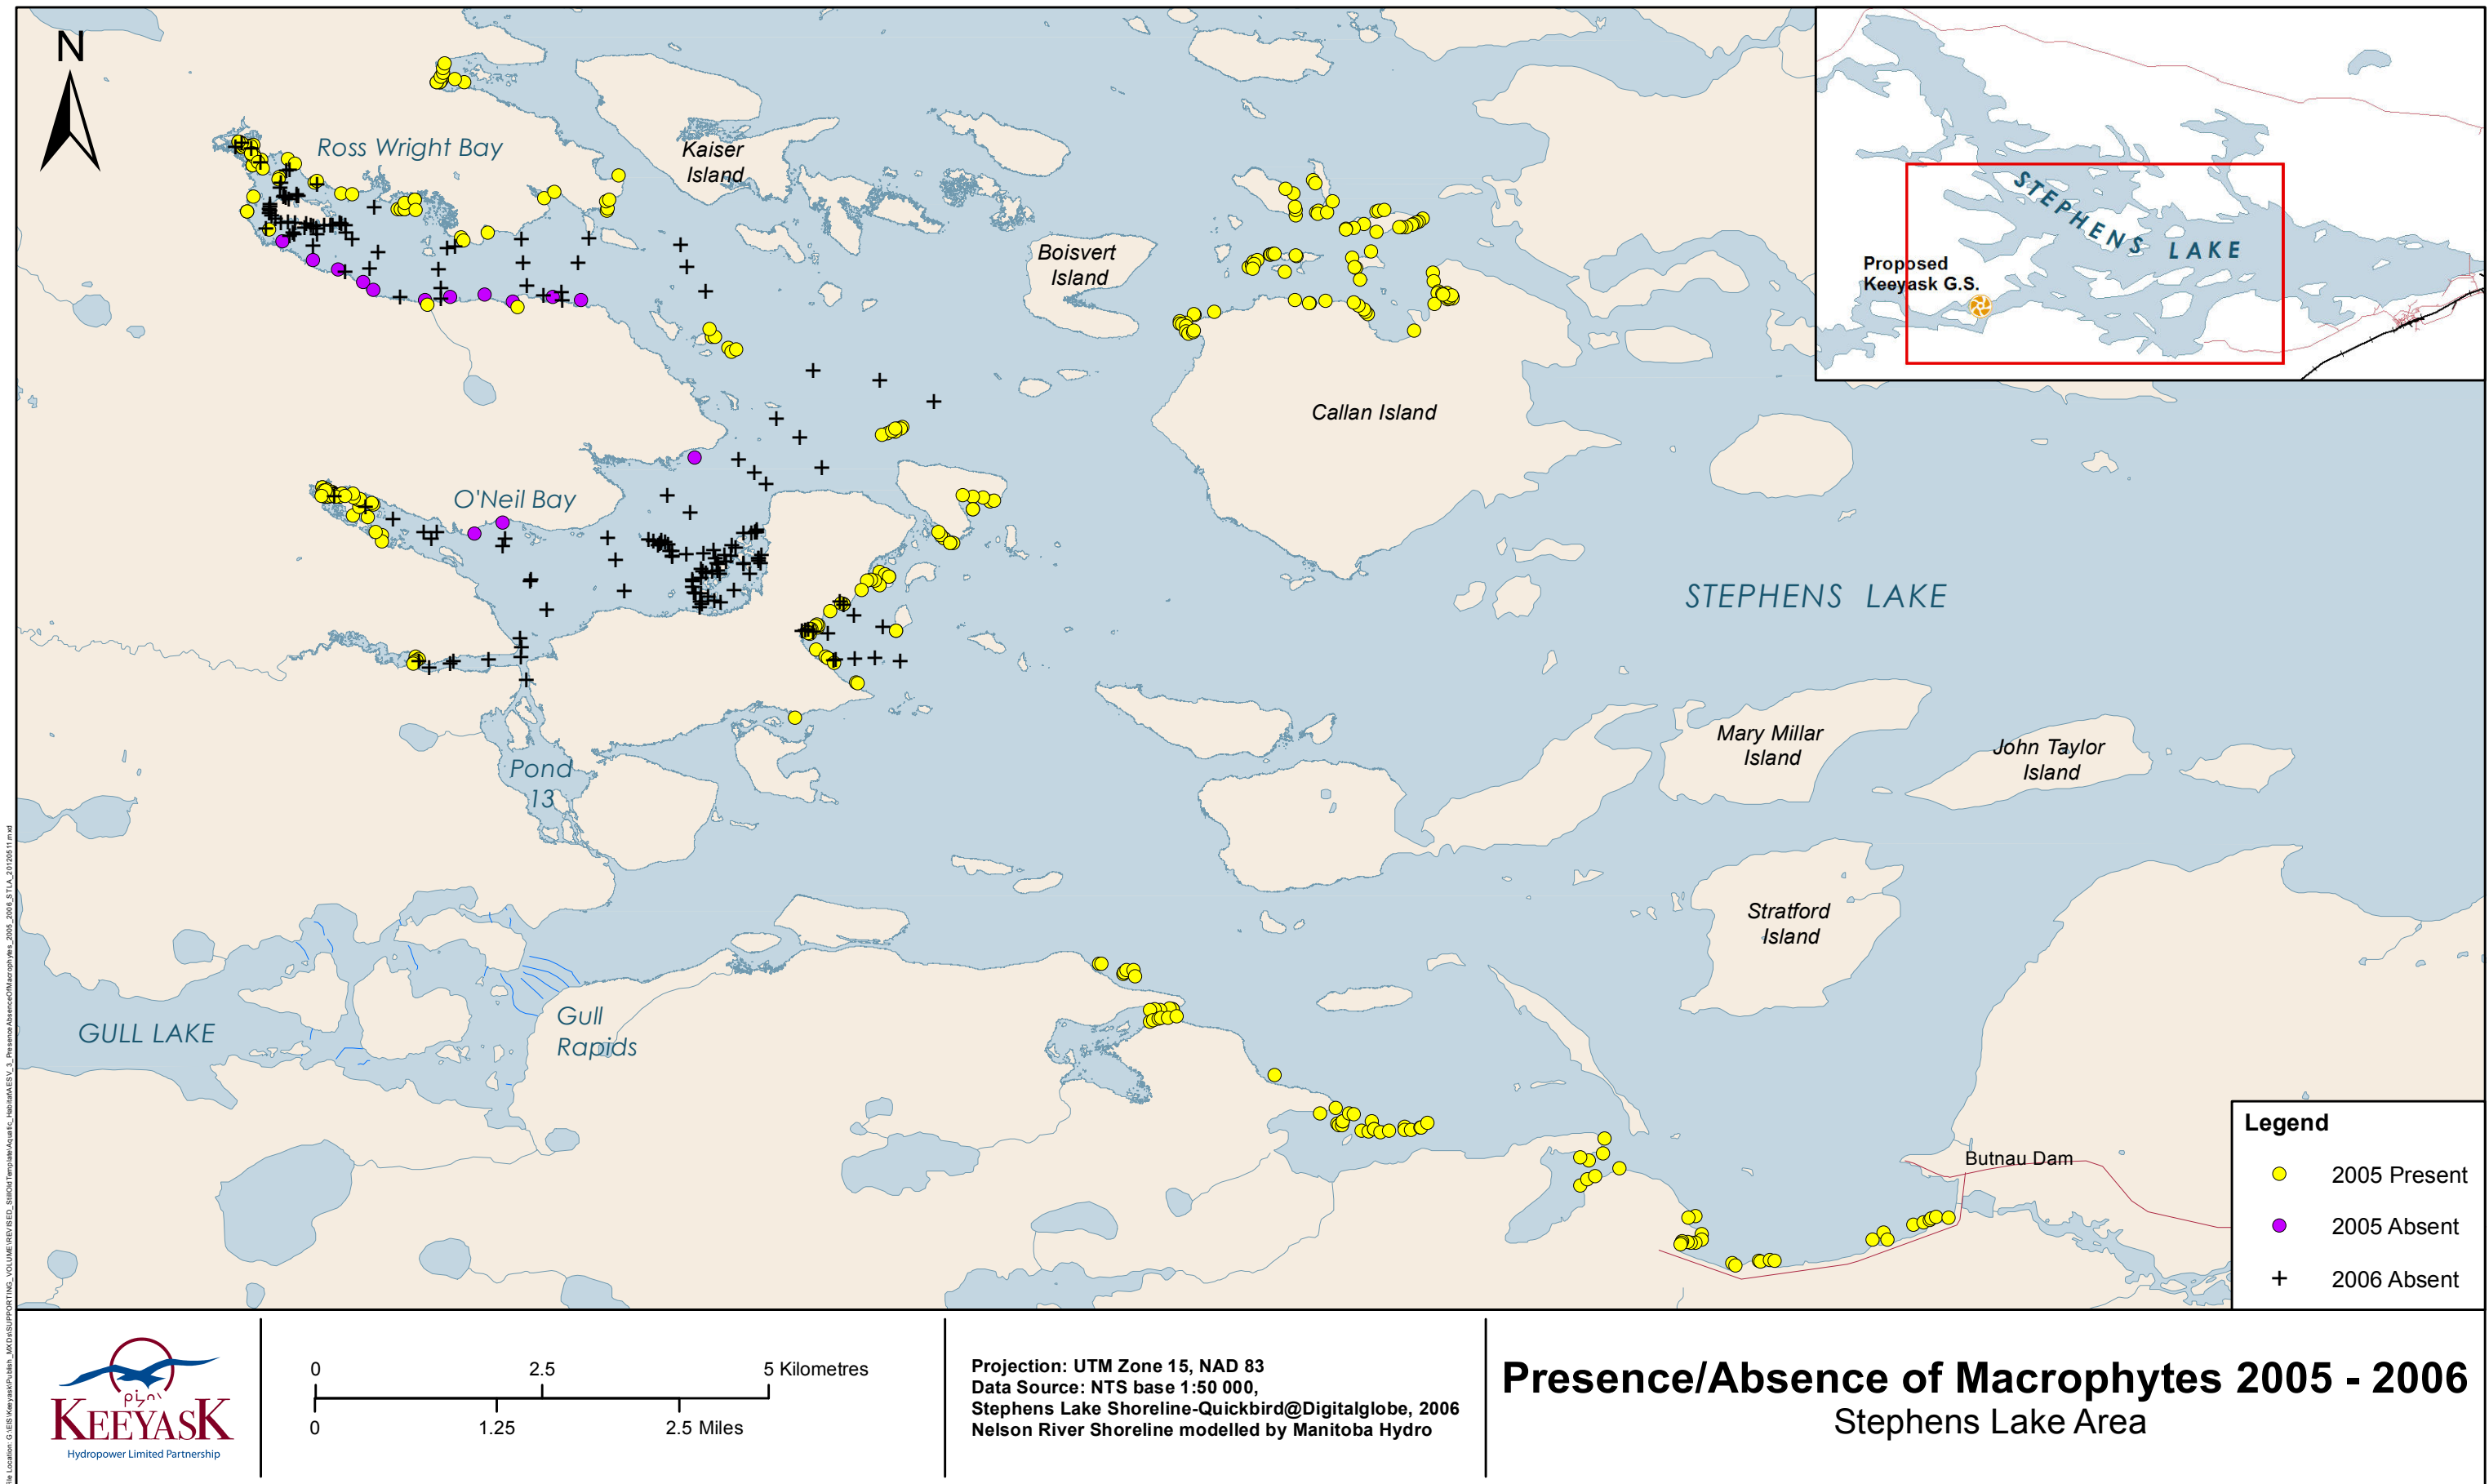 N
Ross Wright Bay
Kaiser
Island
Boisvert
Island
Callan Island
O'Neil Bay
STEPHENS LAKE
Mary Millar
Island
John Taylor
Island
Pond
13
Stratford
Island
GULL LAKE
Gull
Rapids
Butnau Dam
STEPHENS LAKE
Proposed
Keeyask G.S.
Legend
2005 Present
2005 Absent
2006 Absent
KEEYASK
Hydropower Limited Partnership
0 2.5 5 Kilometres
0 1.25 2.5 Miles
Projection: UTM Zone 15, NAD 83
Data Source: NTS base 1:50 000,
Stephens Lake Shoreline-Quickbird@Digitalglobe, 2006
Nelson River Shoreline modelled by Manitoba Hydro
Presence/Absence of Macrophytes 2005 - 2006
Stephens Lake Area